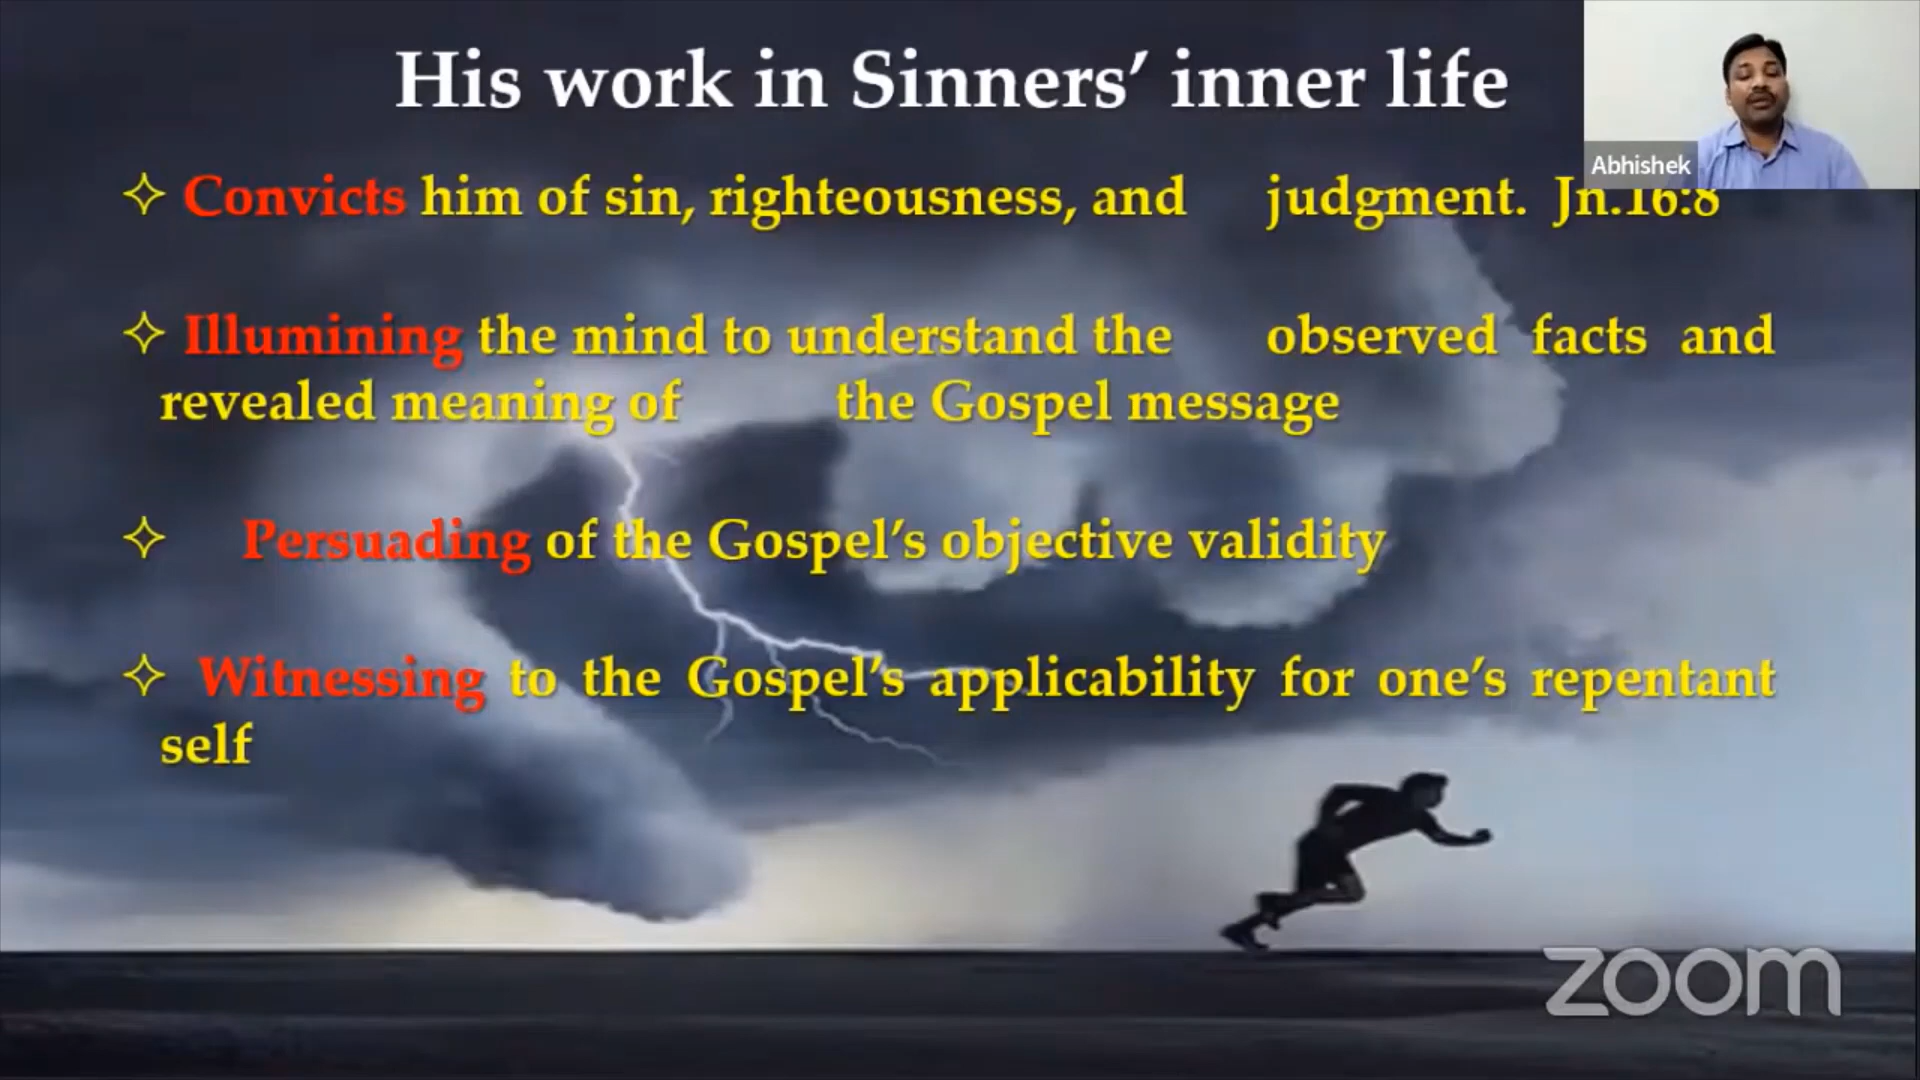 His work in Sinners’ inner life
Abhishek
✧ Convicts him of sin, righteousness, and judgment. Jn.16:8
✧ Illumining the mind to understand the observed facts and
revealed meaning of the Gospel message
✧ Persuading of the Gospel’s objective validity
✧ Witnessing to the Gospel’s applicability for one’s repentant
self
zoom